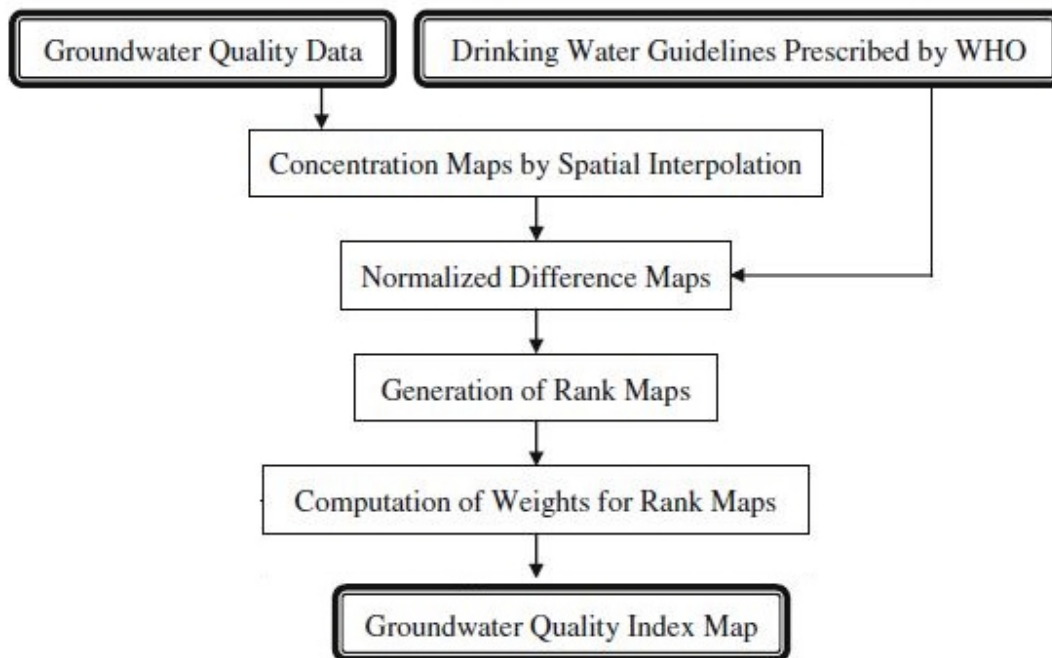 Groundwater Quality Data
Drinking Water Guidelines Prescribed by WHO
Concentration Maps by Spatial Interpolation
Normalized Difference Maps
Generation of Rank Maps
Computation of Weights for Rank Maps
Groundwater Quality Index Map